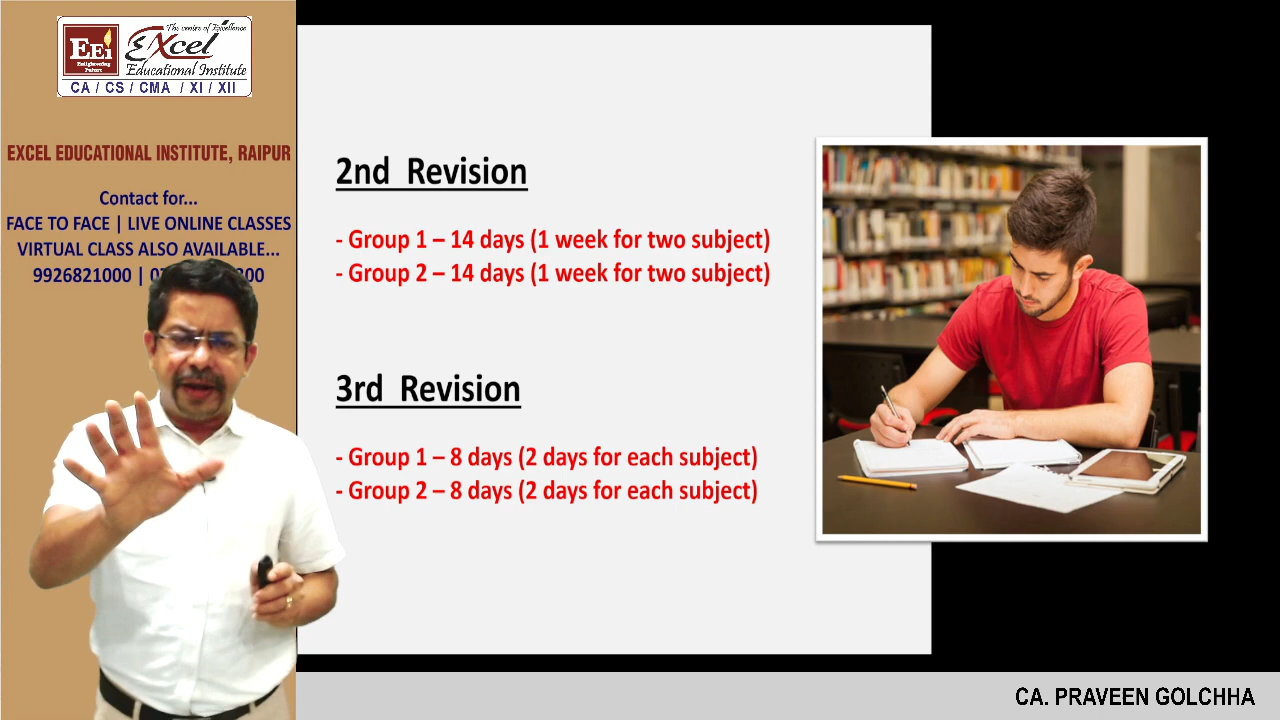 The centre of Excellence
EEi
Enlightening
Future
Excel
Educational Institute
CA / CS / CMA / XI / XII
EXCEL EDUCATIONAL INSTITUTE, RAIPUR
Contact for...
FACE TO FACE | LIVE ONLINE CLASSES
VIRTUAL CLASS ALSO AVAILABLE...
9926821000 |
2nd Revision
- Group 1 – 14 days (1 week for two subject)
- Group 2 – 14 days (1 week for two subject)
3rd Revision
- Group 1 – 8 days (2 days for each subject)
- Group 2 – 8 days (2 days for each subject)
CA. PRAVEEN GOLCHHA